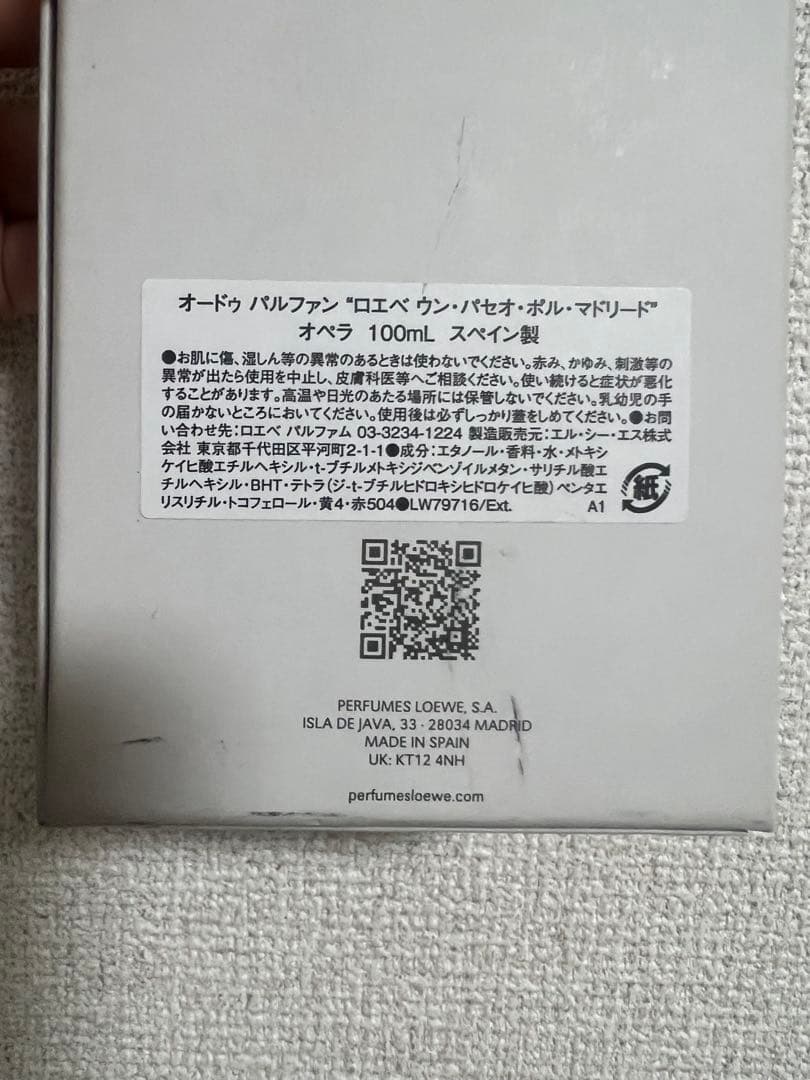 オードゥ パルファン “ロエベ ウン・パセオ・ポル・マドリード”
オペラ 100mL スペイン製
●お肌に傷、湿しん等の異常のあるときは使わないでください。赤み、かゆみ、刺激等の
異常が出たら使用を中止し、皮膚科医等へご相談ください。使い続けると症状が悪化
することがあります。高温や日光のあたる場所には保管しないでください。乳幼児の手
の届かないところにおいてください。使用後は必ずしっかり蓋をしめてください。●お問
い合わせ先:ロエベ パルファム 03-3234-1224 製造販売元:エル・シー・エス株式
会社 東京都千代田区平河町2-1-1●成分:エタノール・香料・水・メトキシ
ケイヒ酸エチルヘキシル・t-ブチルメトキシジベンゾイルメタン・サリチル酸エ
チルヘキシル・BHT・テトラ(ジ-t-ブチルヒドロキシヒドロケイヒ酸)ペンタエ
リスリチル・トコフェロール・黄4・赤504●LW79716/Ext. A1
紙
PERFUMES LOEWE, S.A.
ISLA DE JAVA, 33 · 28034 MADRID
MADE IN SPAIN
UK: KT12 4NH
perfumesloewe.com